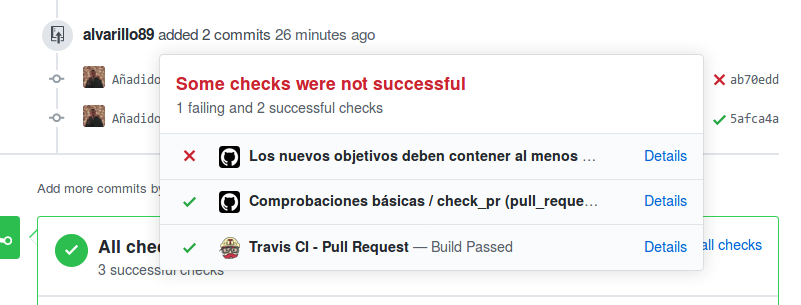 alvarillo89 added 2 commits 26 minutes ago
Añadido
ab70edd
Añadido
5afca4a
Some checks were not successful
1 failing and 2 successful checks
Los nuevos objetivos deben contener al menos …
Details
Comprobaciones básicas / check_pr (pull_reque…
Details
Travis CI - Pull Request — Build Passed
Details
Add more commits by
All chec
all checks
3 successful checks